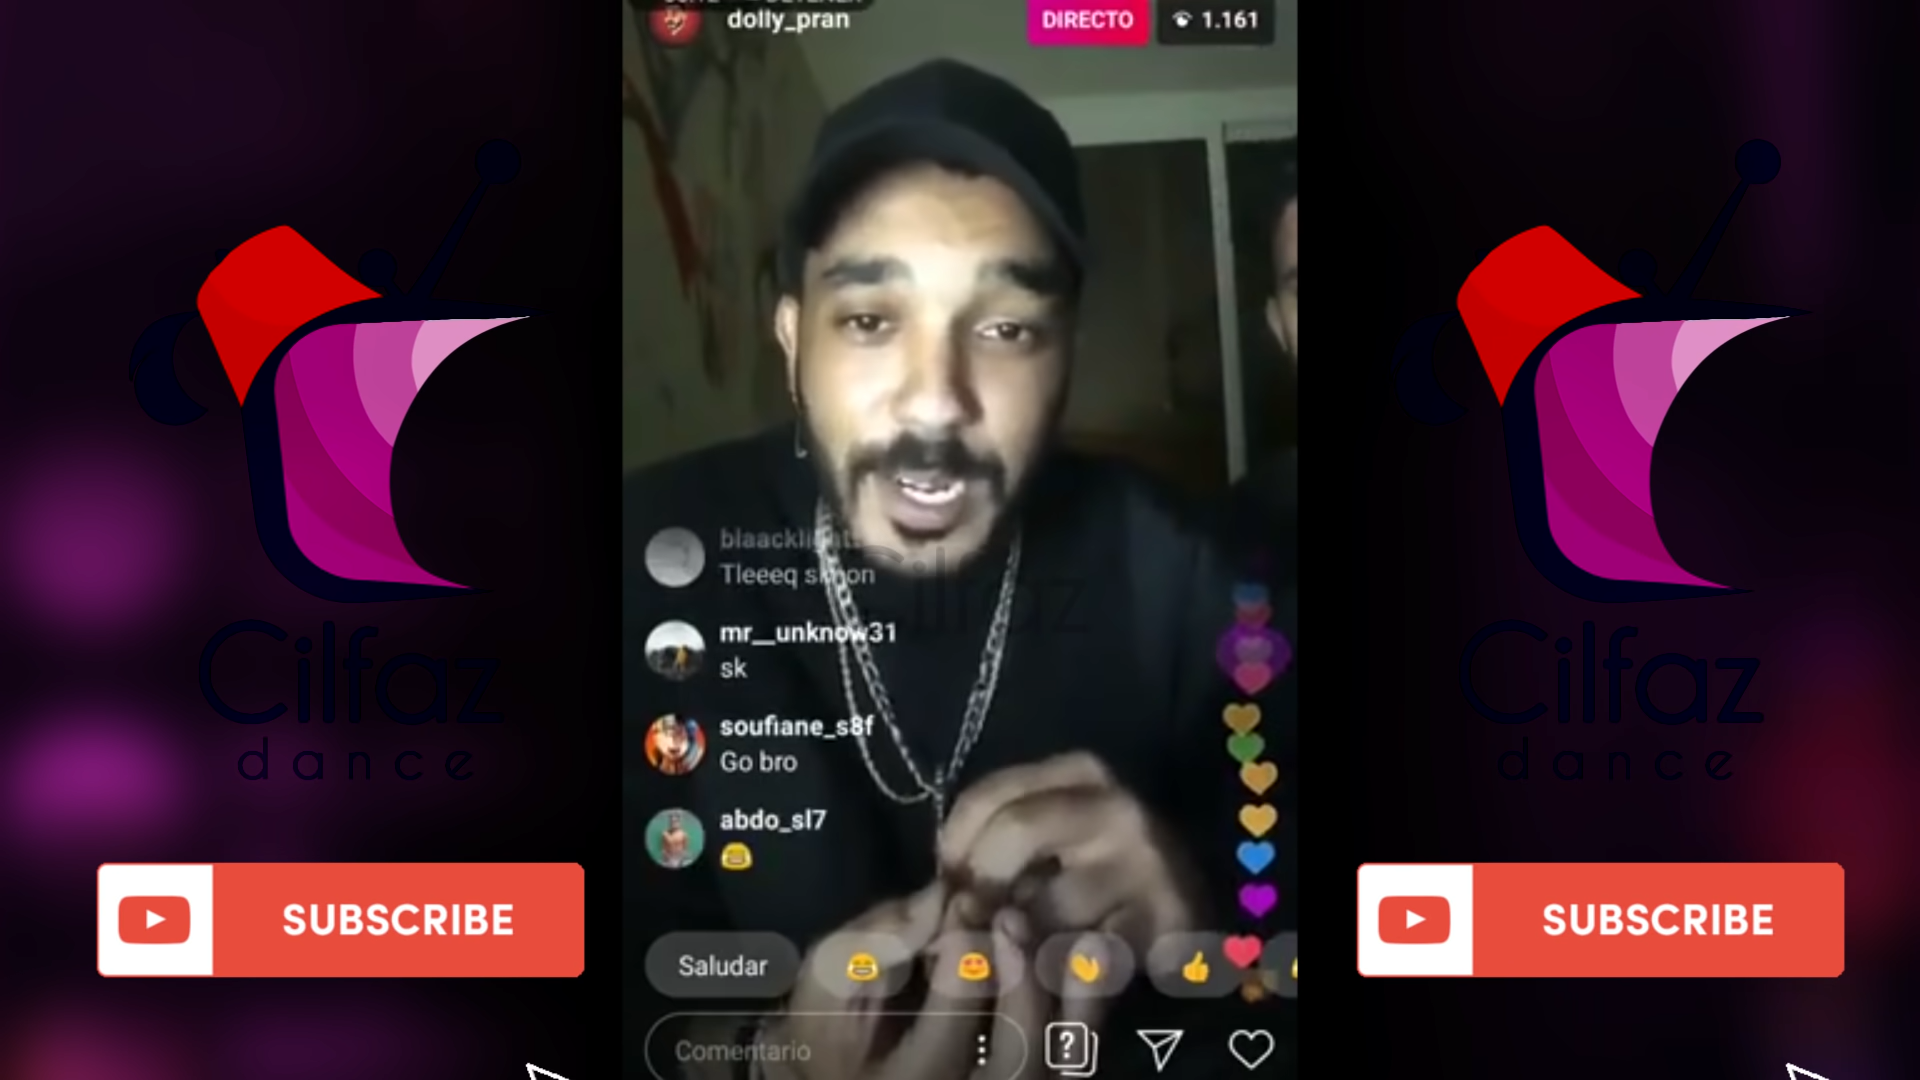 dolly_pran
DIRECTO
1.161
Tleeeq simon
mr__unknow31
sk
soufiane_s8f
Go bro
abdo_sl7
Saludar
Comentario
Cilfaz
dance
SUBSCRIBE
Cilfaz
Cilfaz
dance
SUBSCRIBE